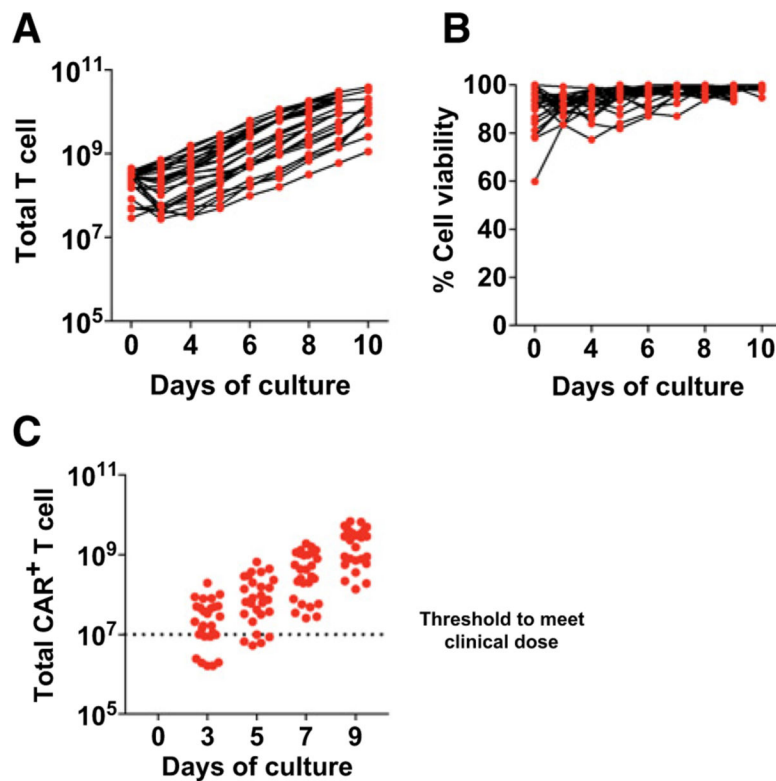 A
Total T cell
10¹¹
10⁹
10⁷
10⁵
0 2 4 6 8 10
Days of culture
B
% Cell viability
100
80
60
40
20
0
0 2 4 6 8 10
Days of culture
C
Total CAR⁺ T cell
10¹¹
10⁹
10⁷
10⁵
0 3 5 7 9
Days of culture
Threshold to meet
clinical dose